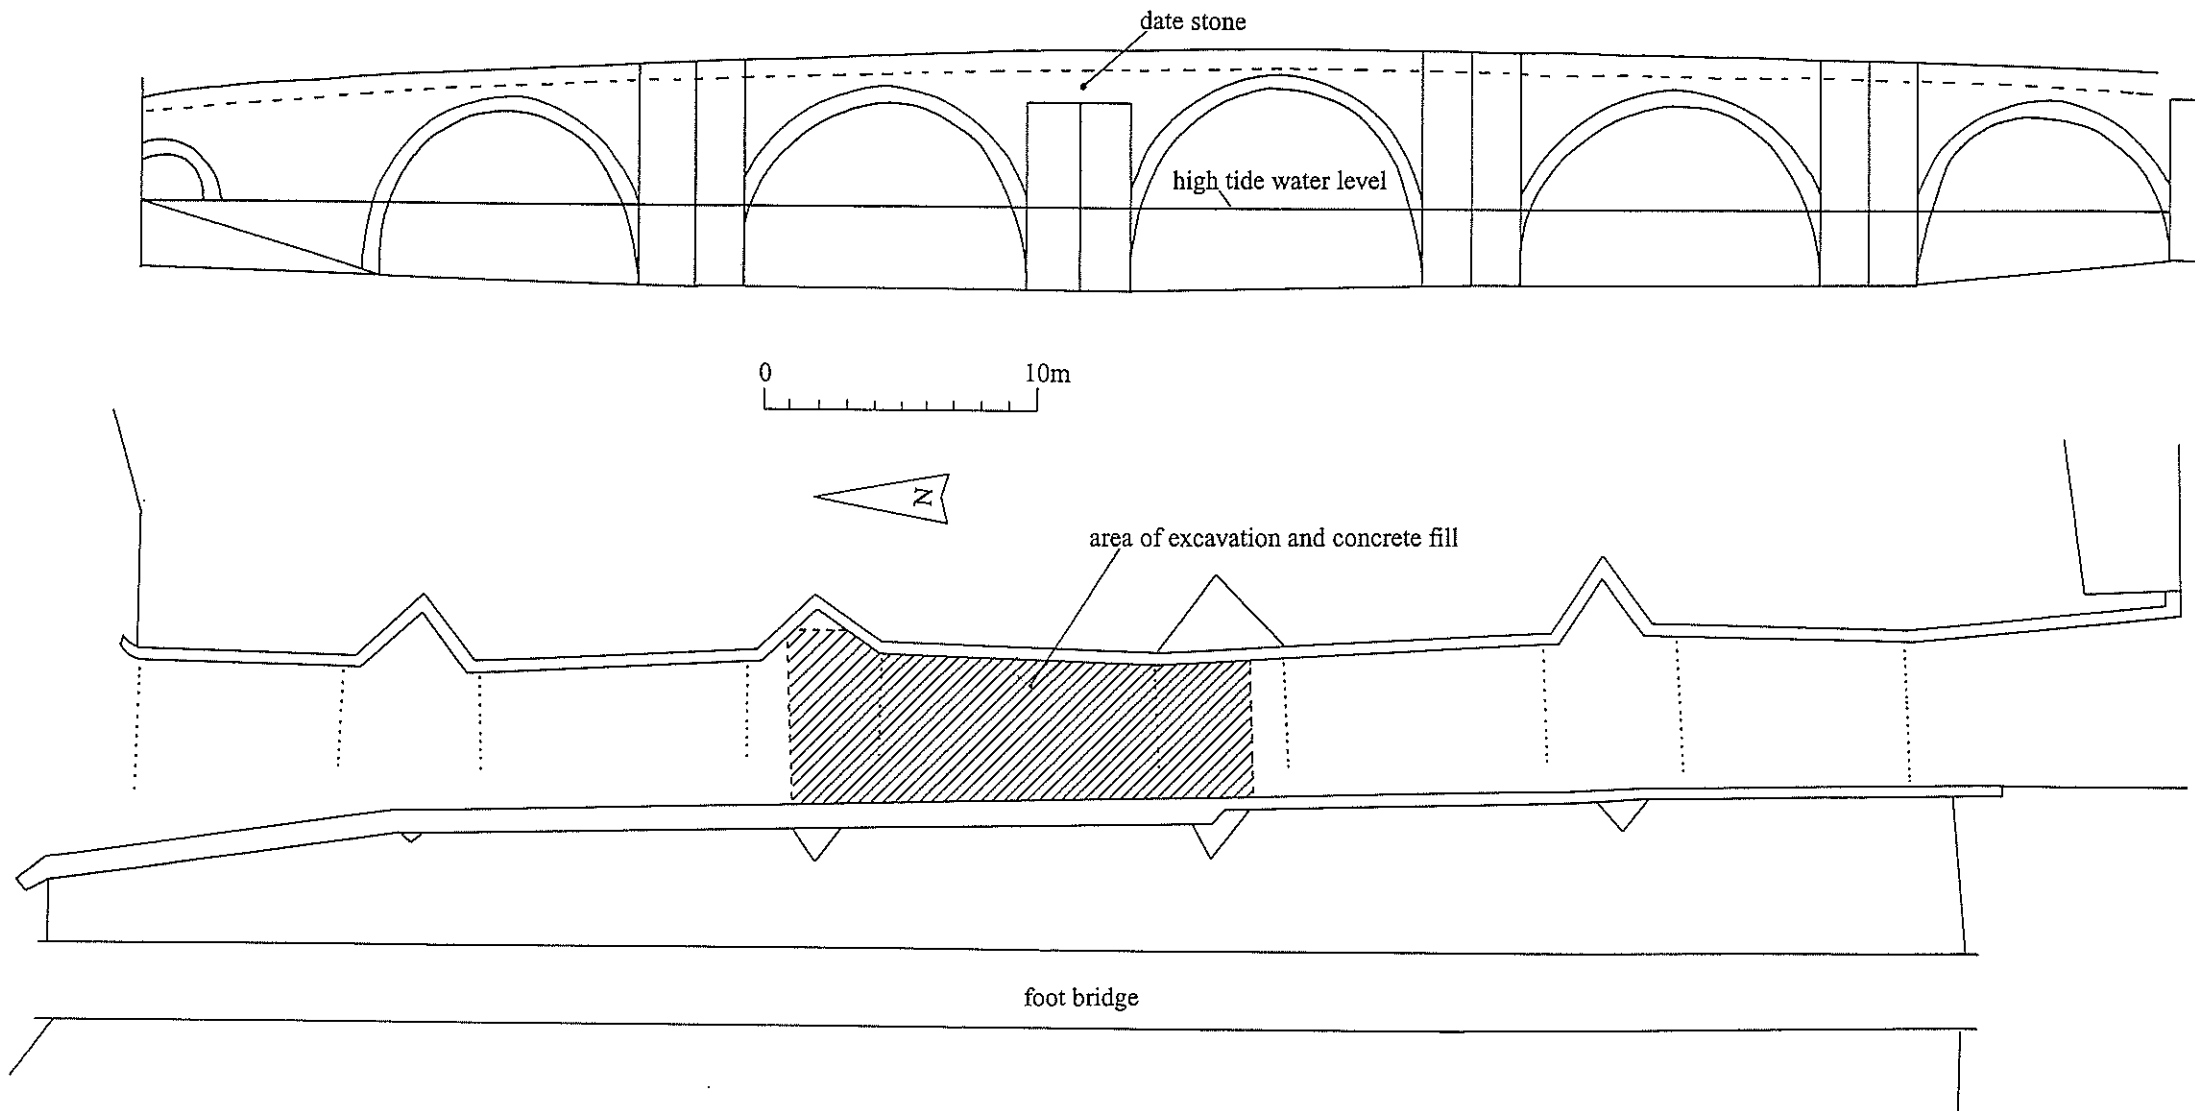 date stone
high tide water level
0 10m
N
area of excavation and concrete fill
foot bridge